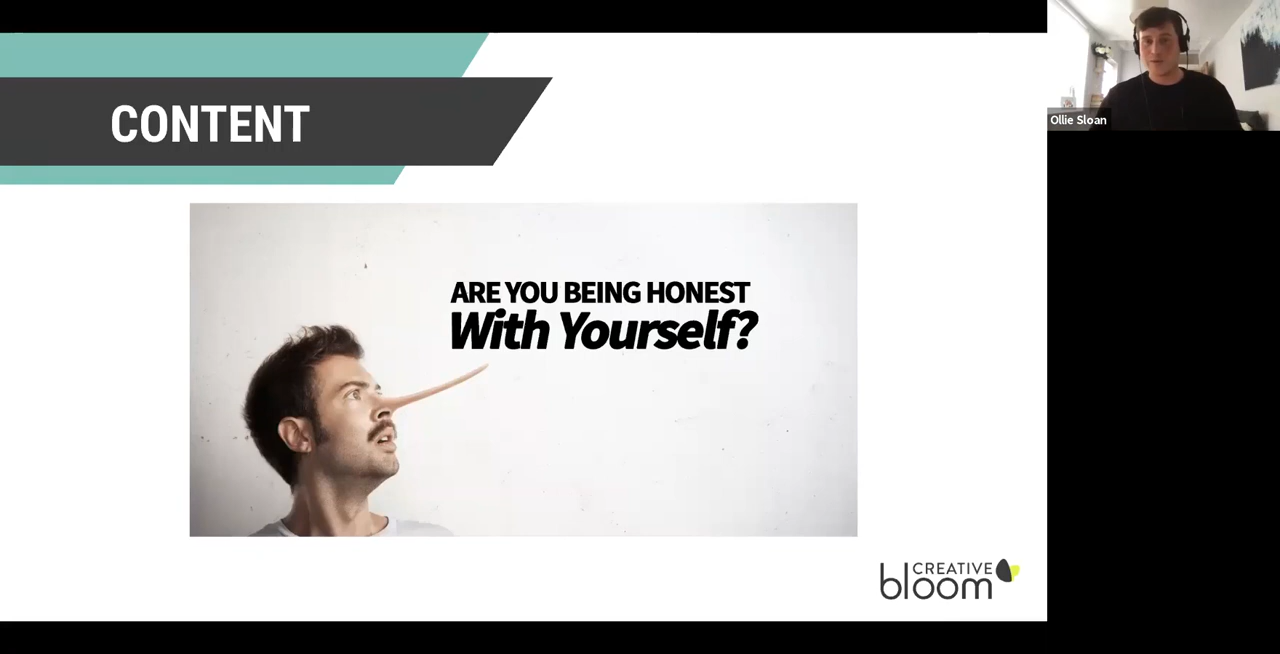 CONTENT
ARE YOU BEING HONEST
With Yourself?
CREATIVE
bloom
Ollie Sloan